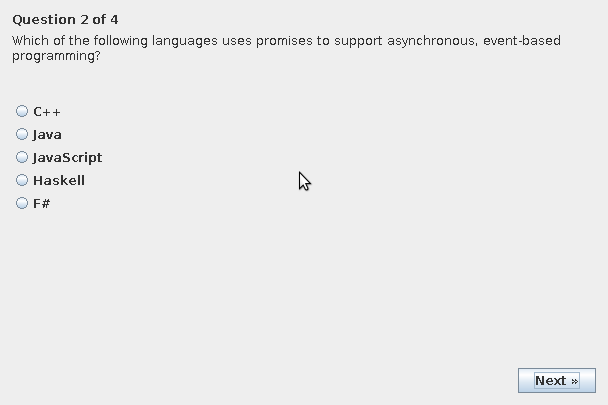 Question 2 of 4
Which of the following languages uses promises to support asynchronous, event-based
programming?
C++
Java
JavaScript
Haskell
F#
Next »